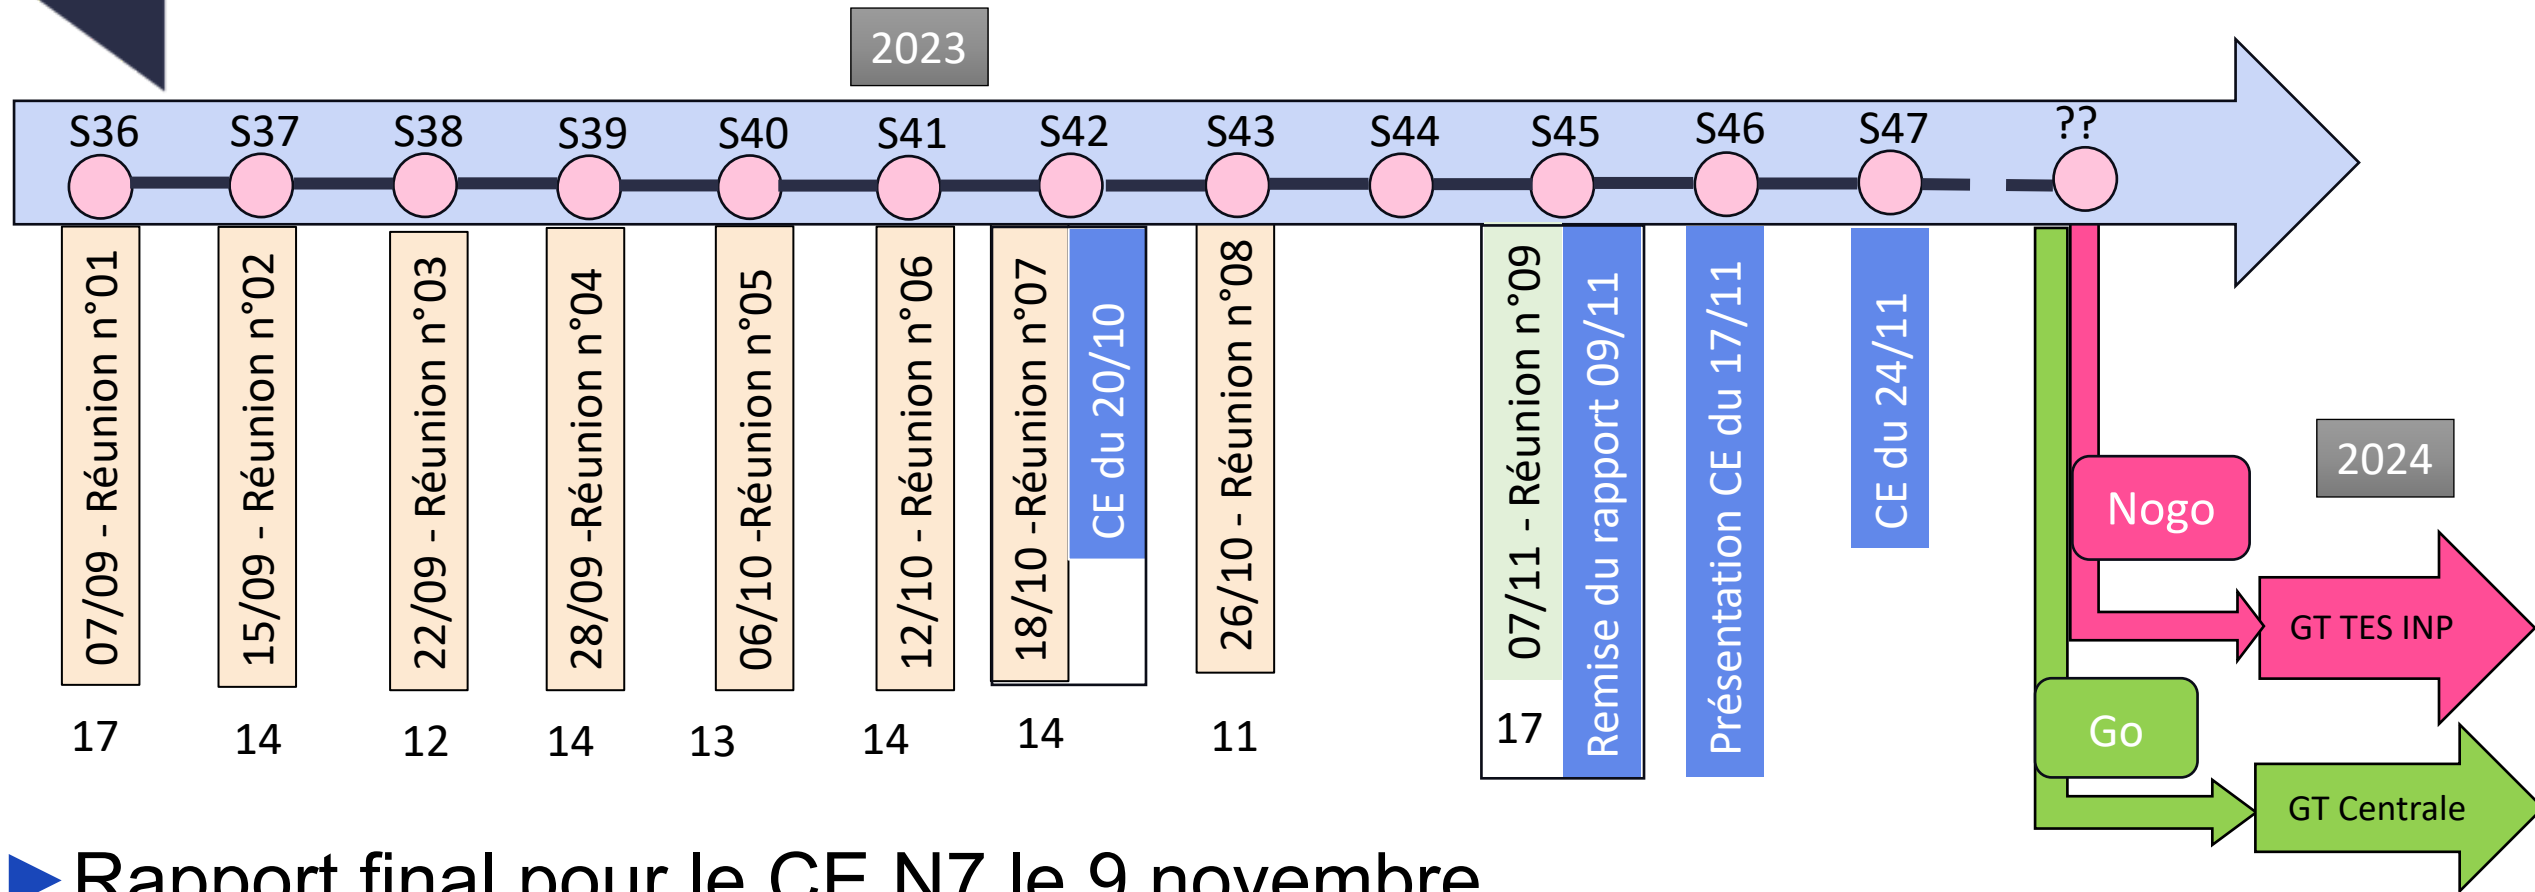 2023
S36
S37
S38
S39
S40
S41
S42
S43
S44
S45
S46
S47
??
07/09 - Réunion n°01
15/09 - Réunion n°02
22/09 - Réunion n°03
28/09 -Réunion n°04
06/10 -Réunion n°05
12/10 - Réunion n°06
18/10 -Réunion n°07
CE du 20/10
26/10 - Réunion n°08
07/11 - Réunion n°09
Remise du rapport 09/11
Présentation CE du 17/11
CE du 24/11
17
14
12
14
13
14
14
11
17
2024
Nogo
GT TES INP
Go
GT Centrale
Rapport final pour le CE N7 le 9 novembre